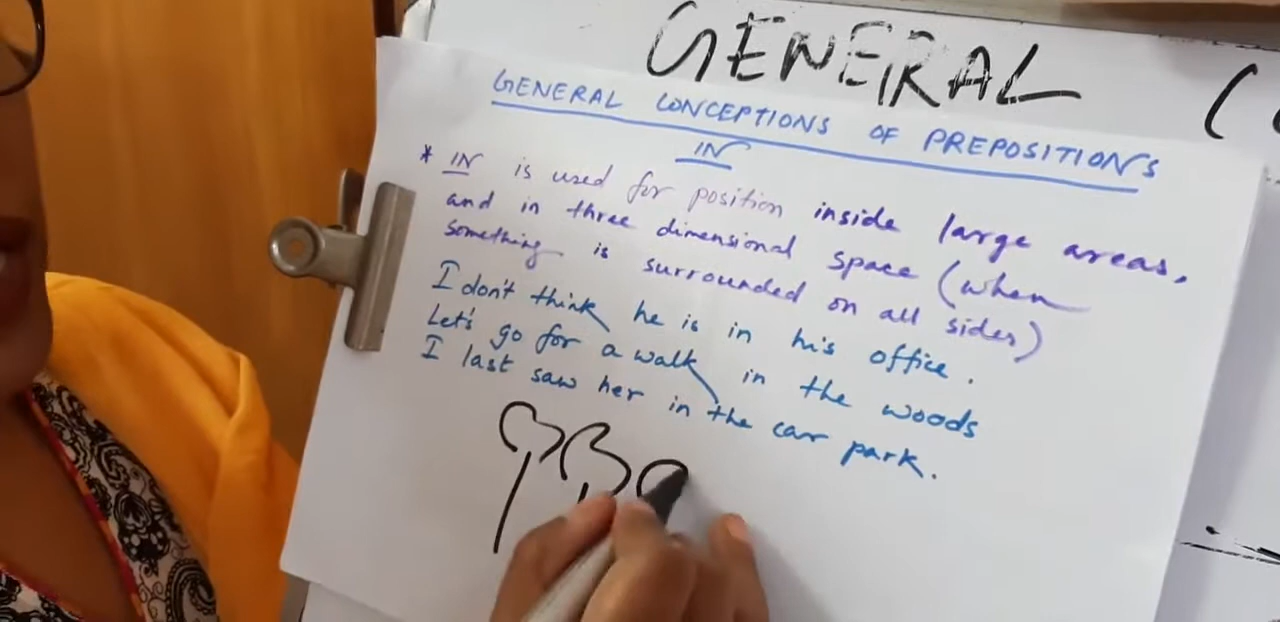 GENERAL (
GENERAL CONCEPTIONS OF PREPOSITIONS
IN
* IN is used for position inside large areas,
and in three dimensional space (when
something is surrounded on all sides)
I don't think he is in his office.
Let's go for a walk in the woods
I last saw her in the car park.